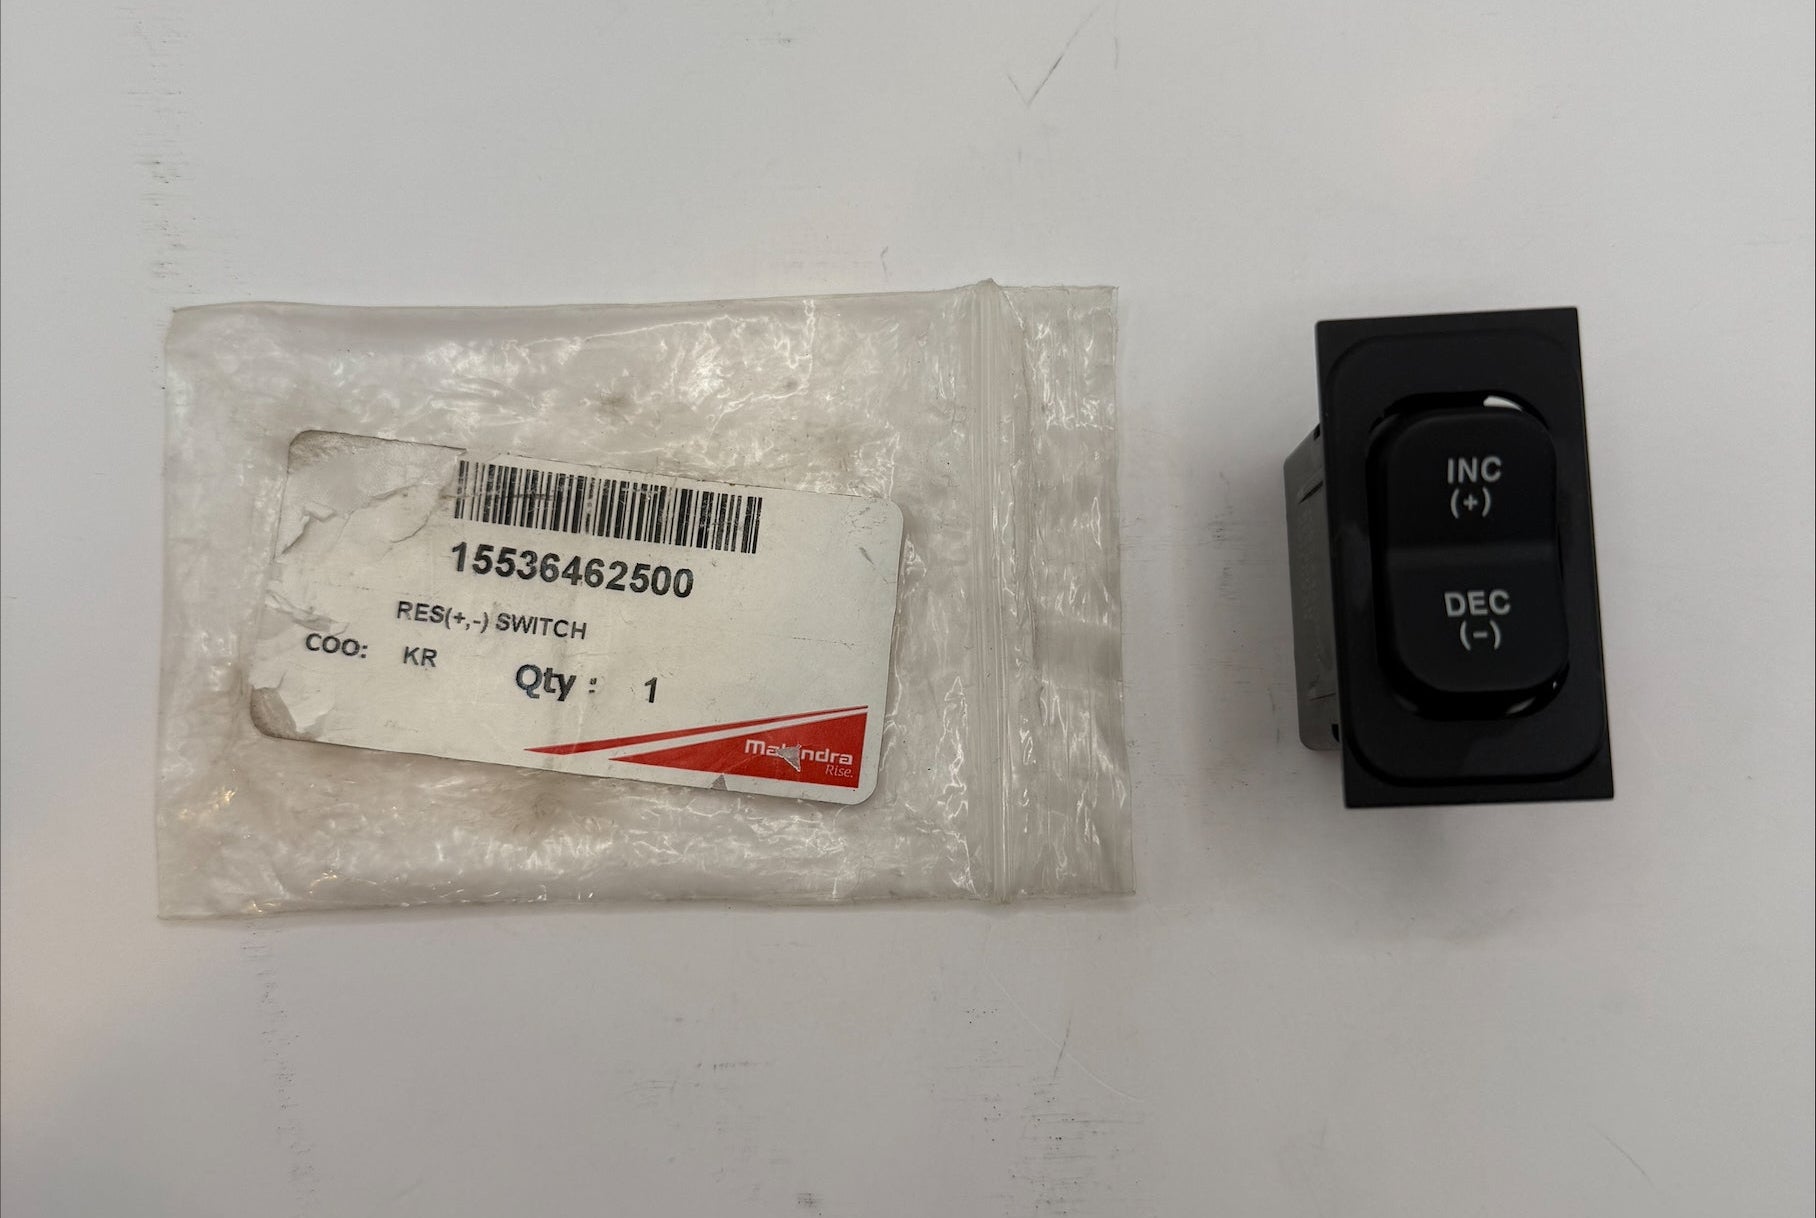 15536462500
RES(+,-) SWITCH
COO: KR
Qty : 1
Rise.
INC
(+)
DEC
(-)